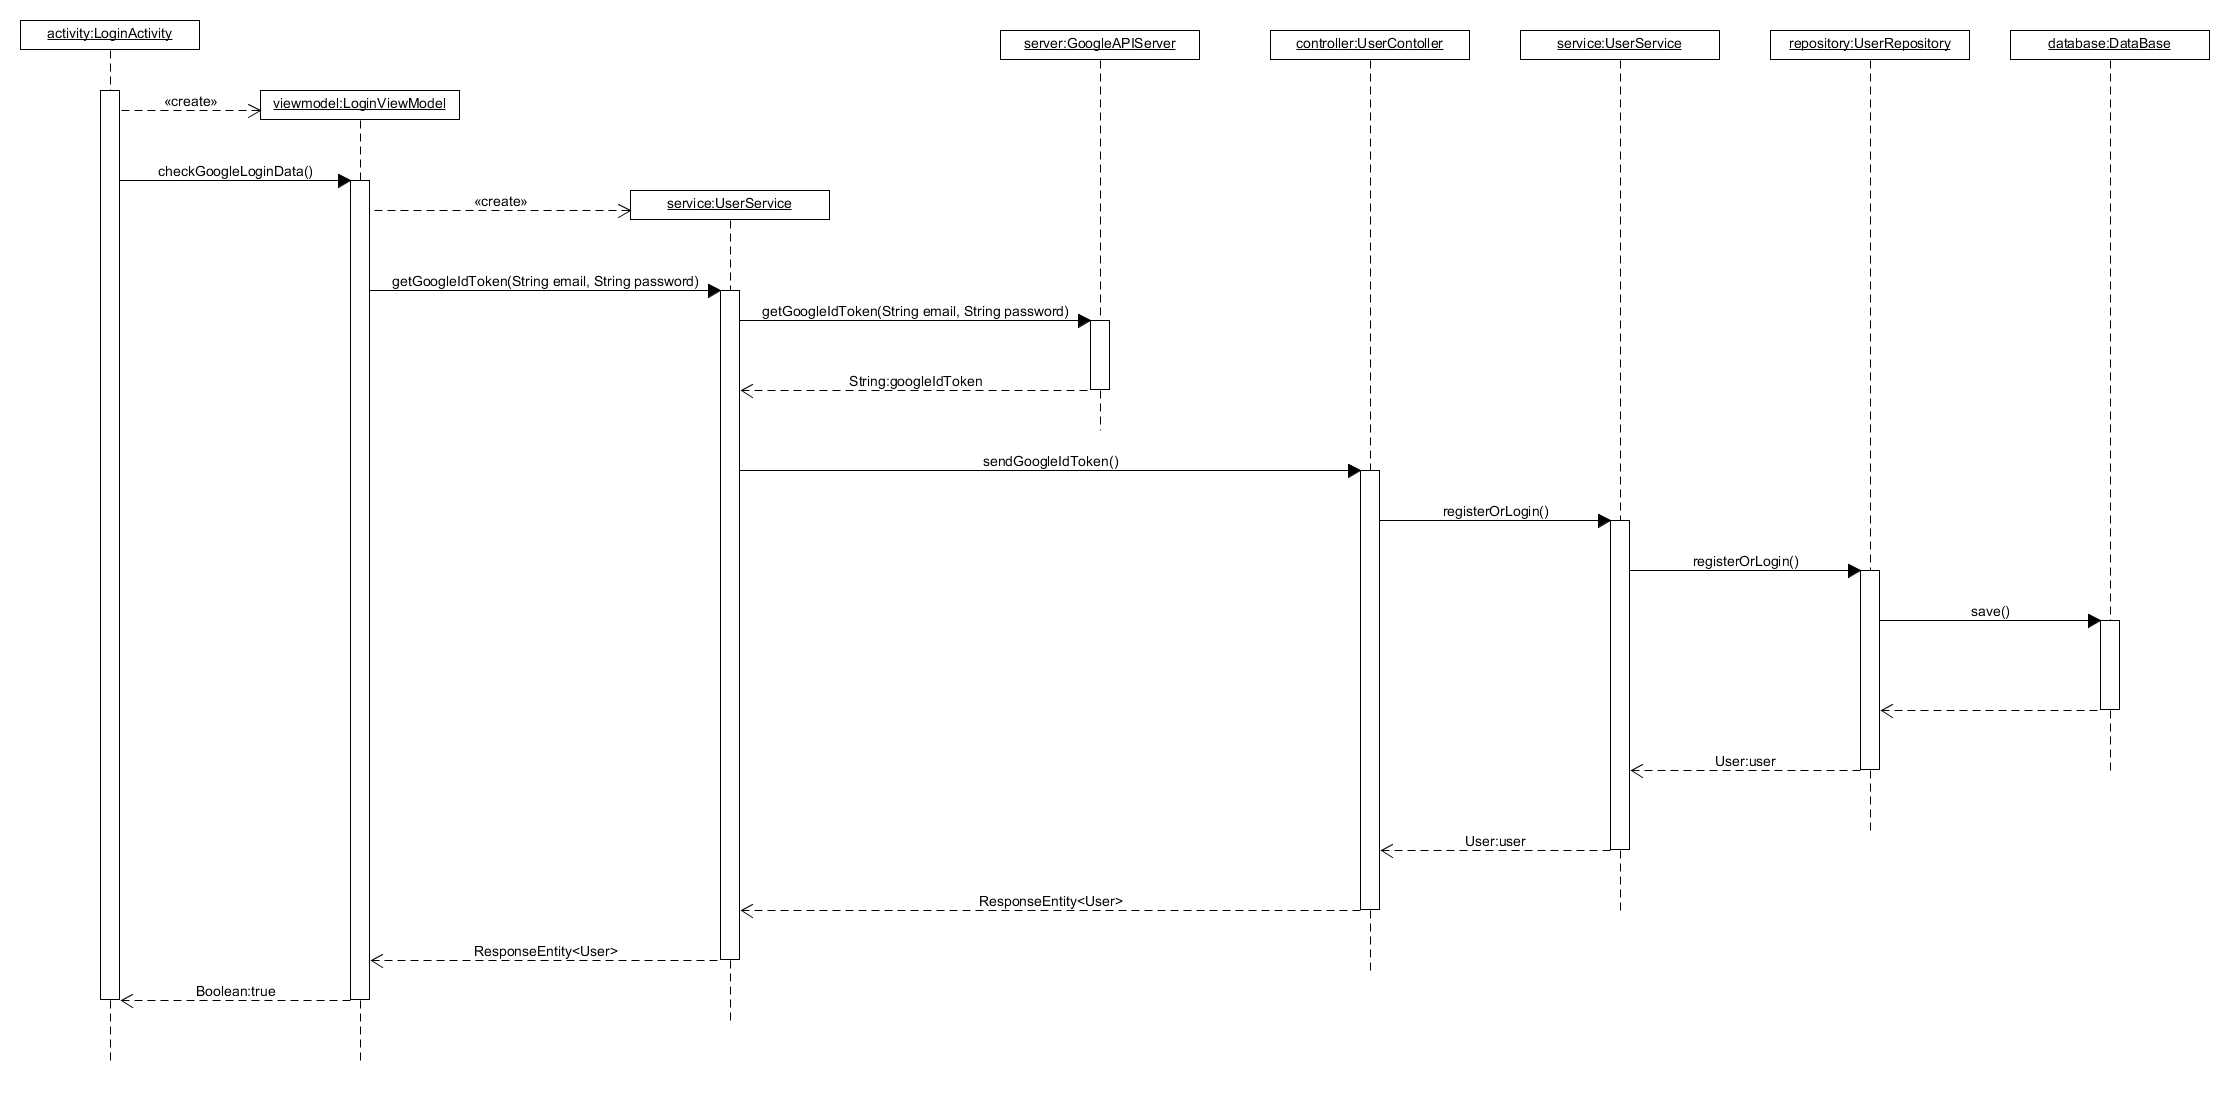 activity:LoginActivity
server:GoogleAPIServer
controller:UserContoller
service:UserService
repository:UserRepository
database:DataBase
«create»
viewmodel:LoginViewModel
checkGoogleLoginData()
«create»
service:UserService
getGoogleIdToken(String email, String password)
getGoogleIdToken(String email, String password)
String:googleIdToken
sendGoogleIdToken()
registerOrLogin()
registerOrLogin()
save()
User:user
User:user
ResponseEntity<User>
ResponseEntity<User>
Boolean:true